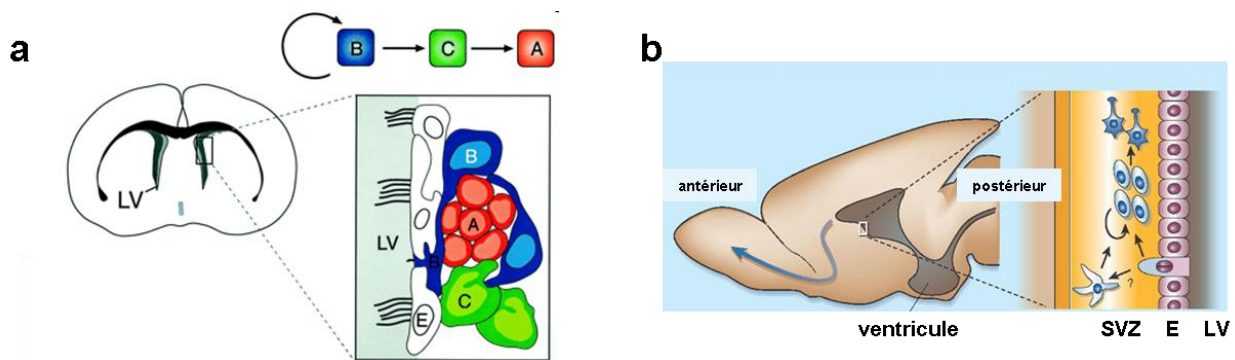 a
B C A
LV
B
A
LV
B
C
E
b
antérieur
postérieur
?
ventricule
SVZ E LV